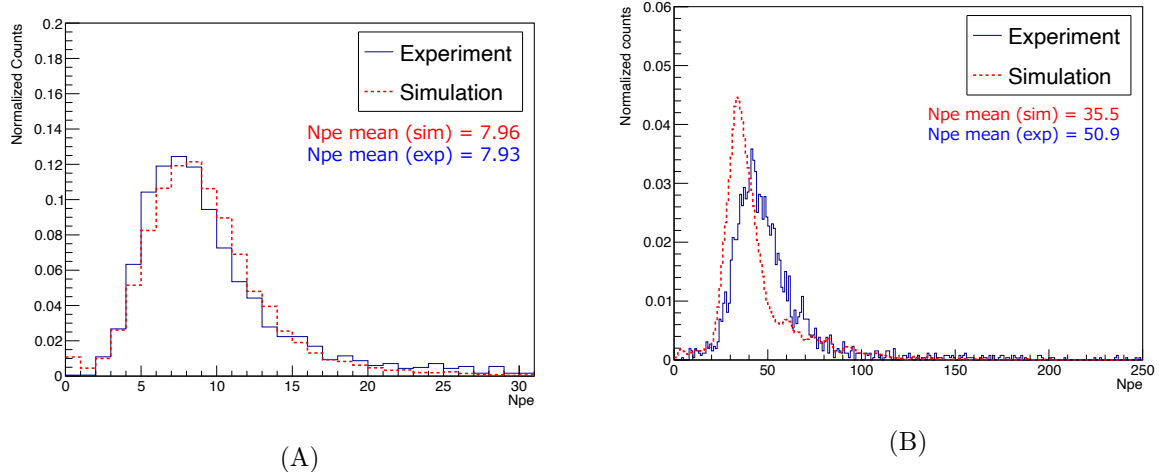 Normalized Counts
0.2
0.18
0.16
0.14
0.12
0.1
0.08
0.06
0.04
0.02
0
Experiment
Simulation
Npe mean (sim) = 7.96
Npe mean (exp) = 7.93
0 5 10 15 20 25 30
Npe
(A)
Normalized counts
0.06
0.05
0.04
0.03
0.02
0.01
0
Experiment
Simulation
Npe mean (sim) = 35.5
Npe mean (exp) = 50.9
0 50 100 150 200 250
Npe
(B)